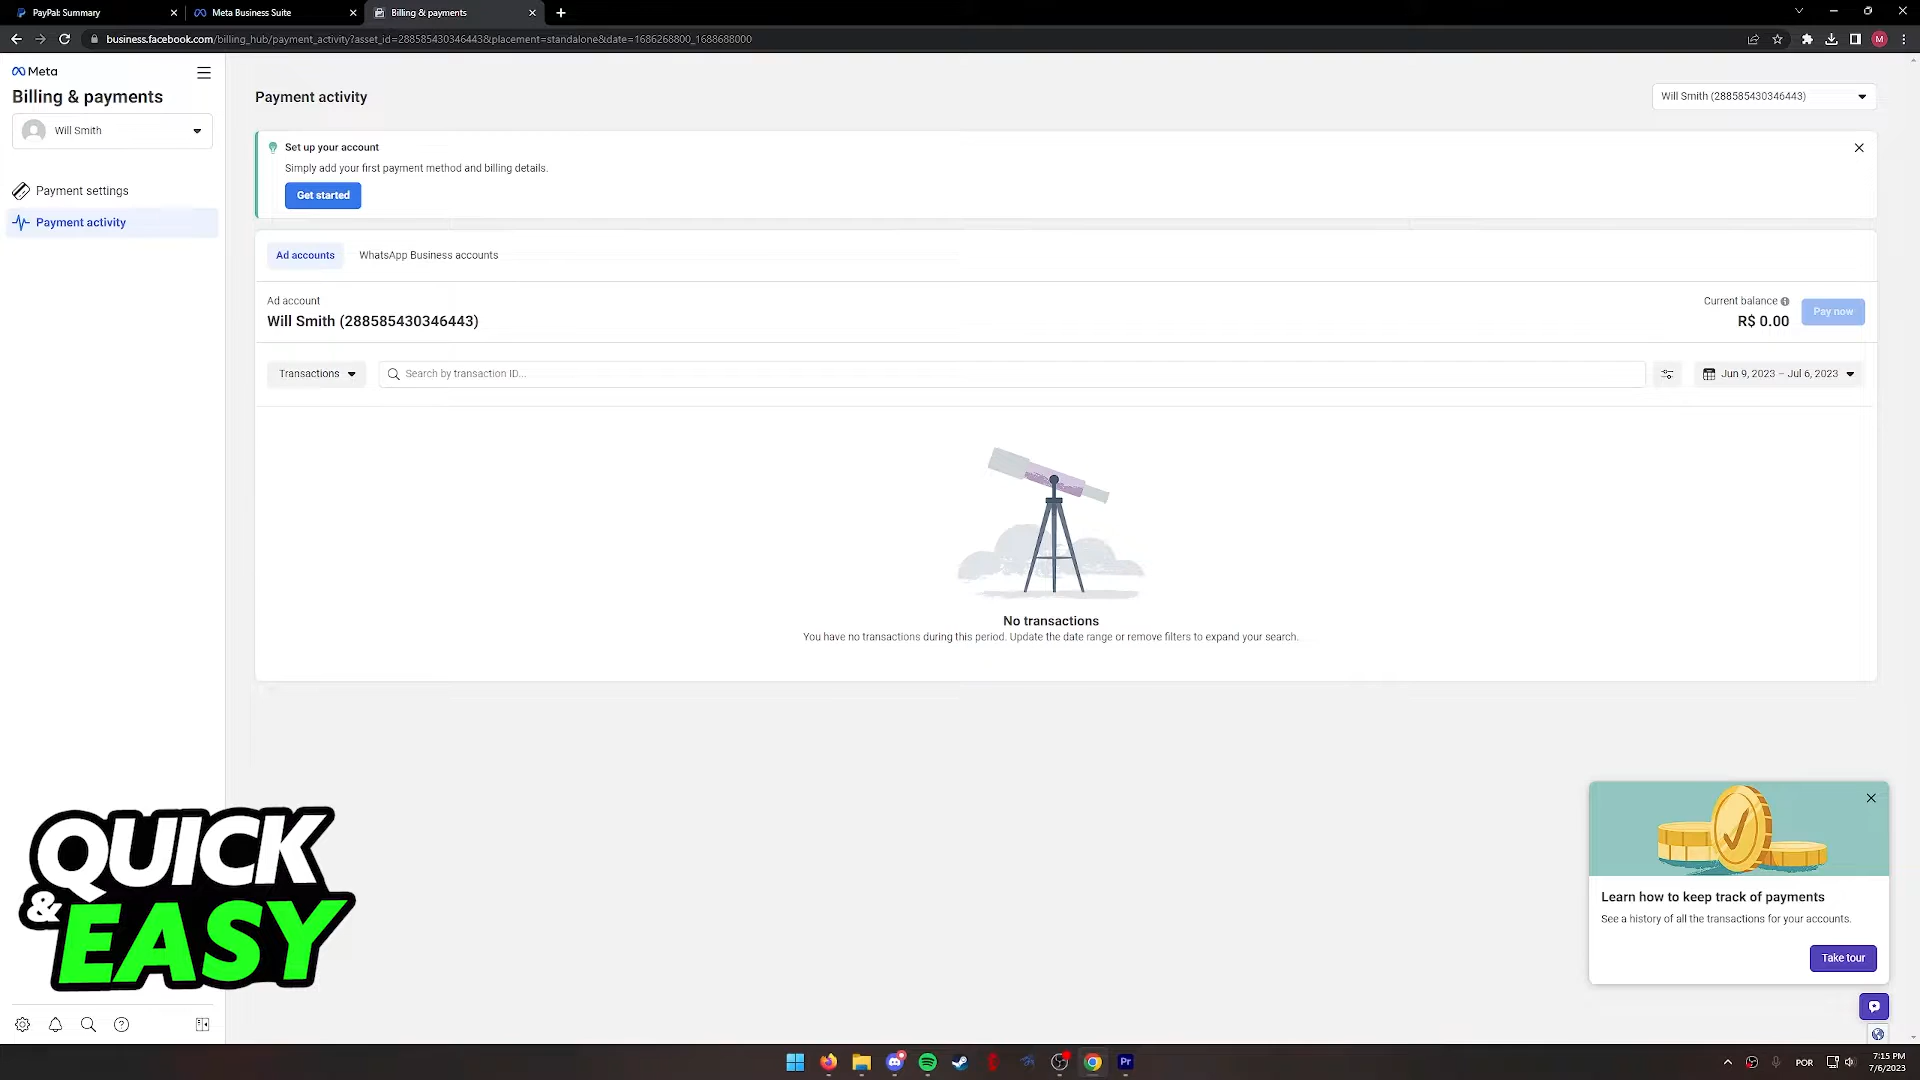 PayPal: Summary
Meta Business Suite
Billing & payments
business.facebook.com/billing_hub/payment_activity?asset_id=288585430346443&placement=standalone&date=1686268800_1688688000
M
Meta
Billing & payments
Will Smith
Payment settings
Payment activity
Payment activity
Will Smith (288585430346443)
Set up your account
Simply add your first payment method and billing details.
Get started
Ad accounts
WhatsApp Business accounts
Ad account
Will Smith (288585430346443)
Current balance
R$ 0.00
Pay now
Transactions
Search by transaction ID...
Jun 9, 2023 – Jul 6, 2023
No transactions
You have no transactions during this period. Update the date range or remove filters to expand your search.
Learn how to keep track of payments
See a history of all the transactions for your accounts.
Take tour
QUICK
& EASY
Pr
POR
7:15 PM
7/6/2023